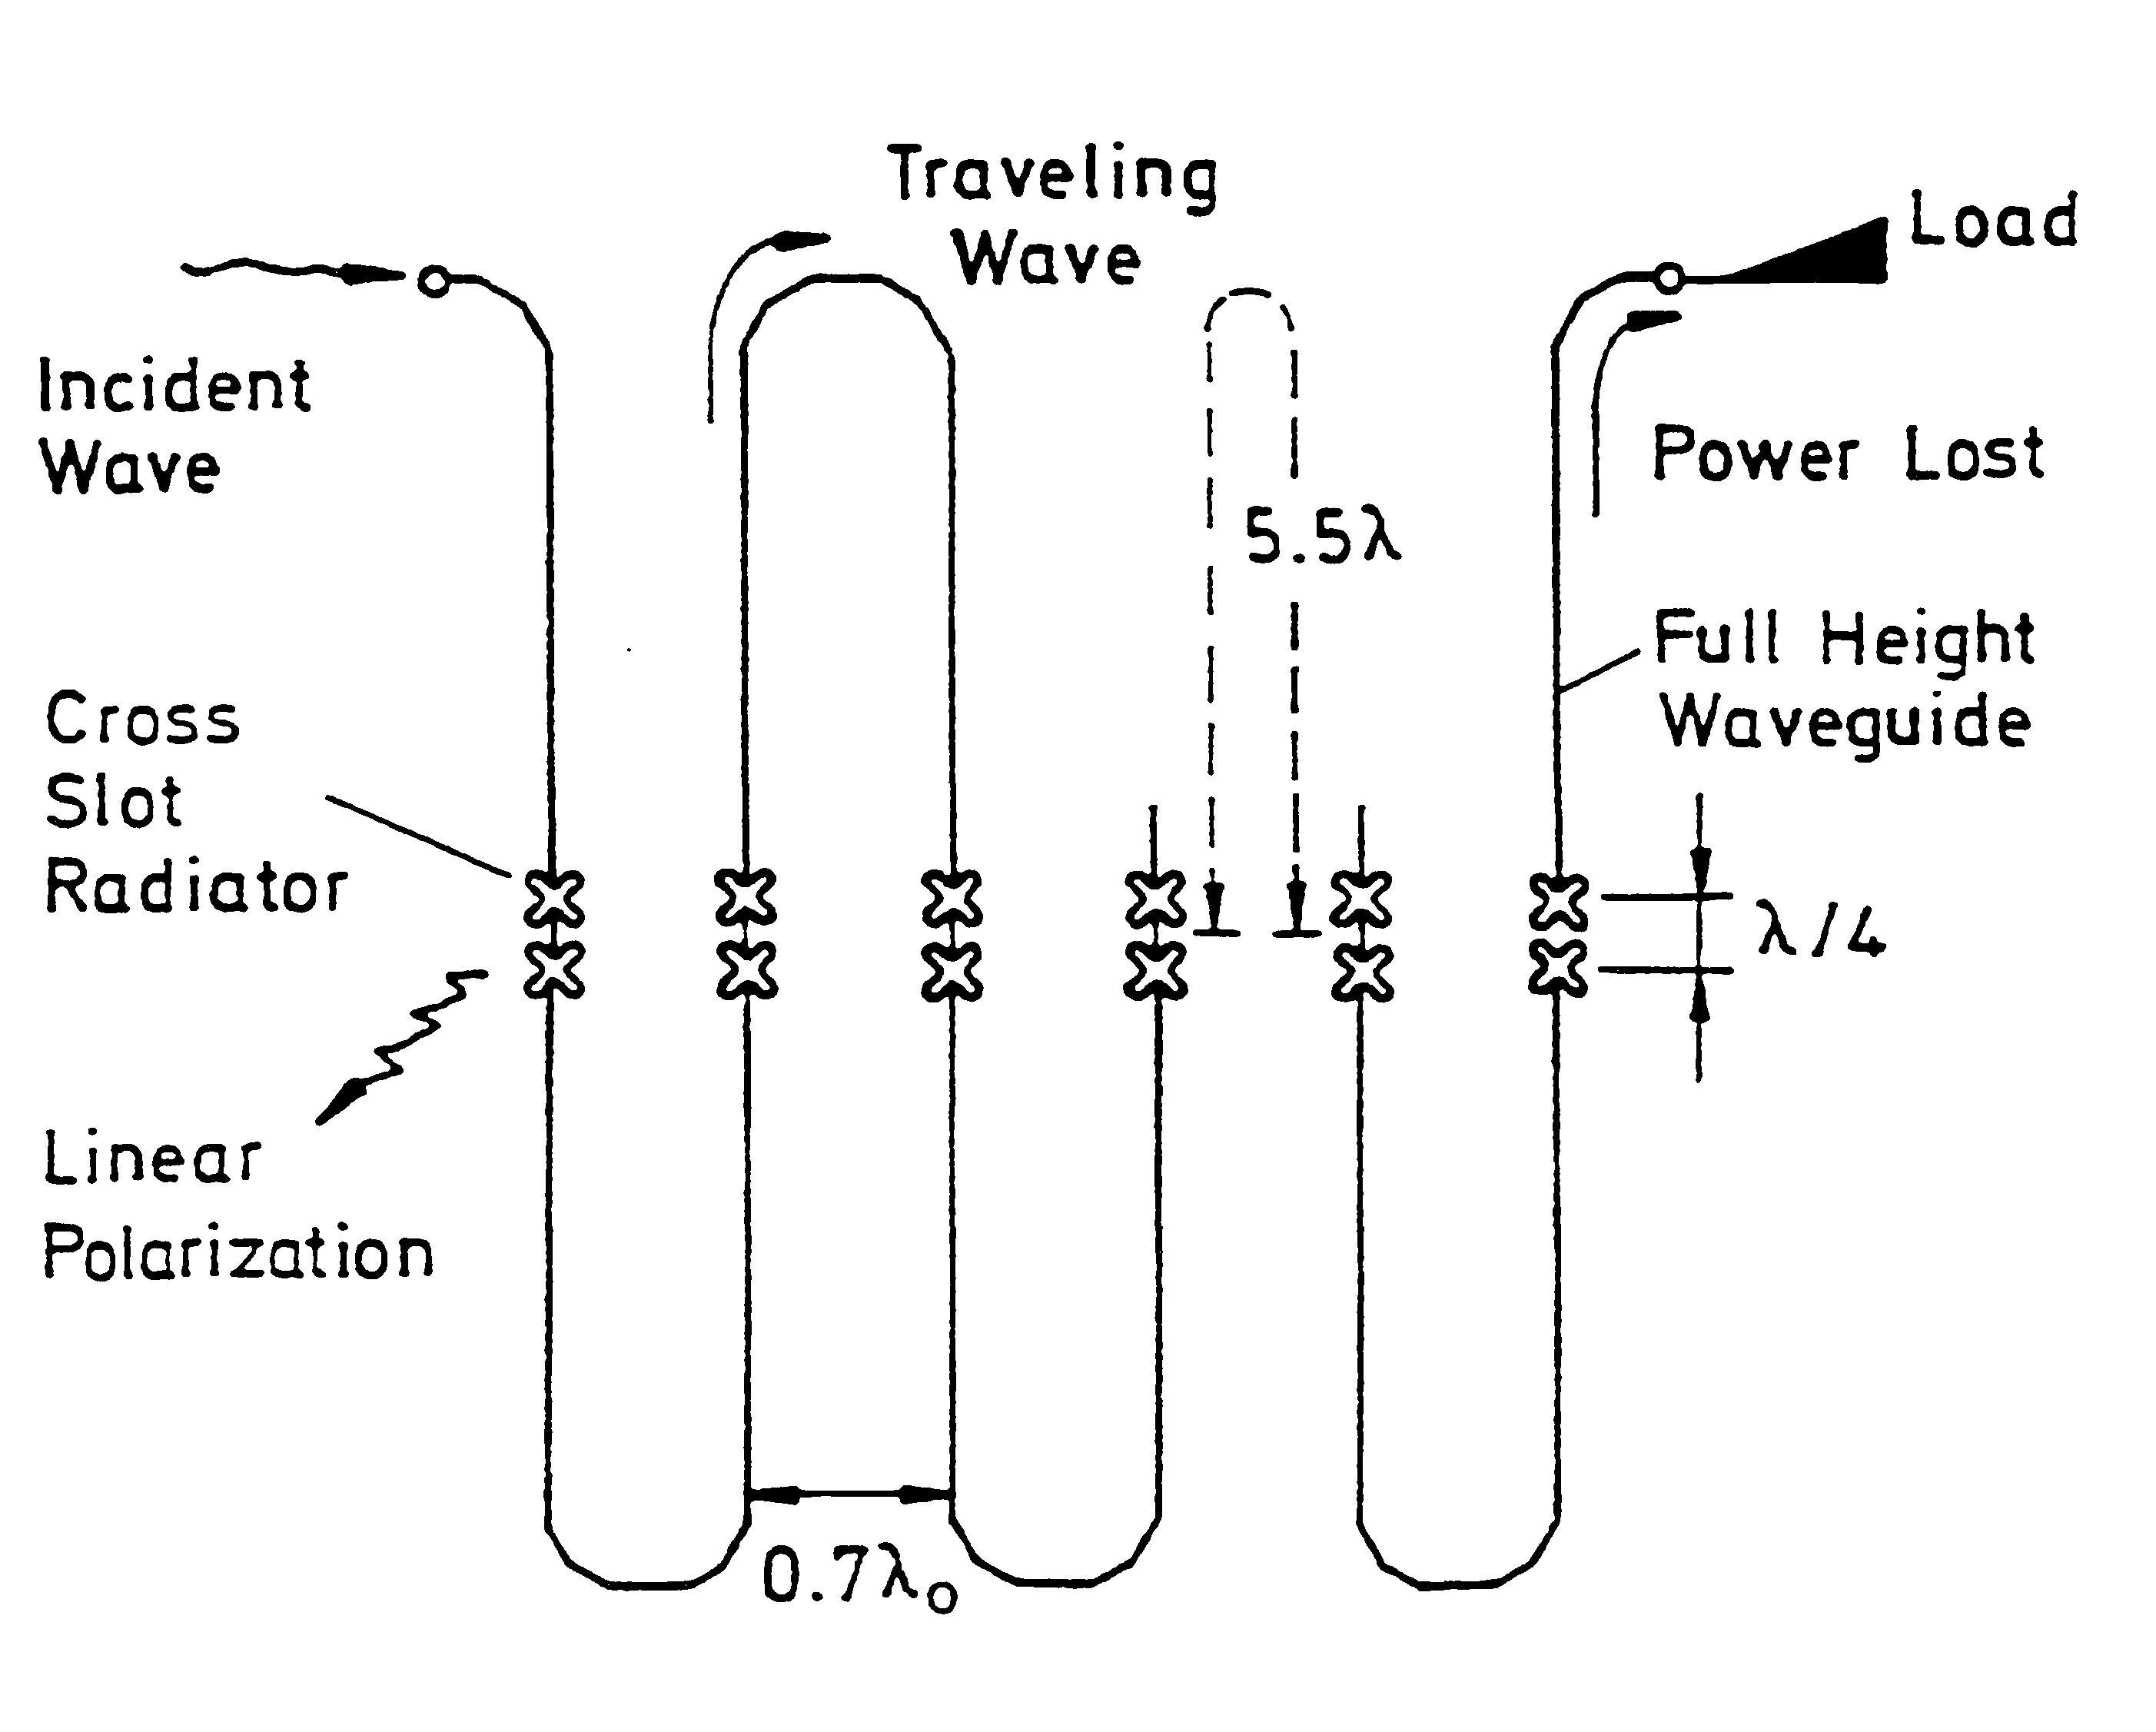 Traveling
Wave
Load
Incident
Wave
Power Lost
5.5λ
Full Height
Waveguide
Cross
Slot
Radiator
λ/4
Linear
Polarization
0.7λ₀